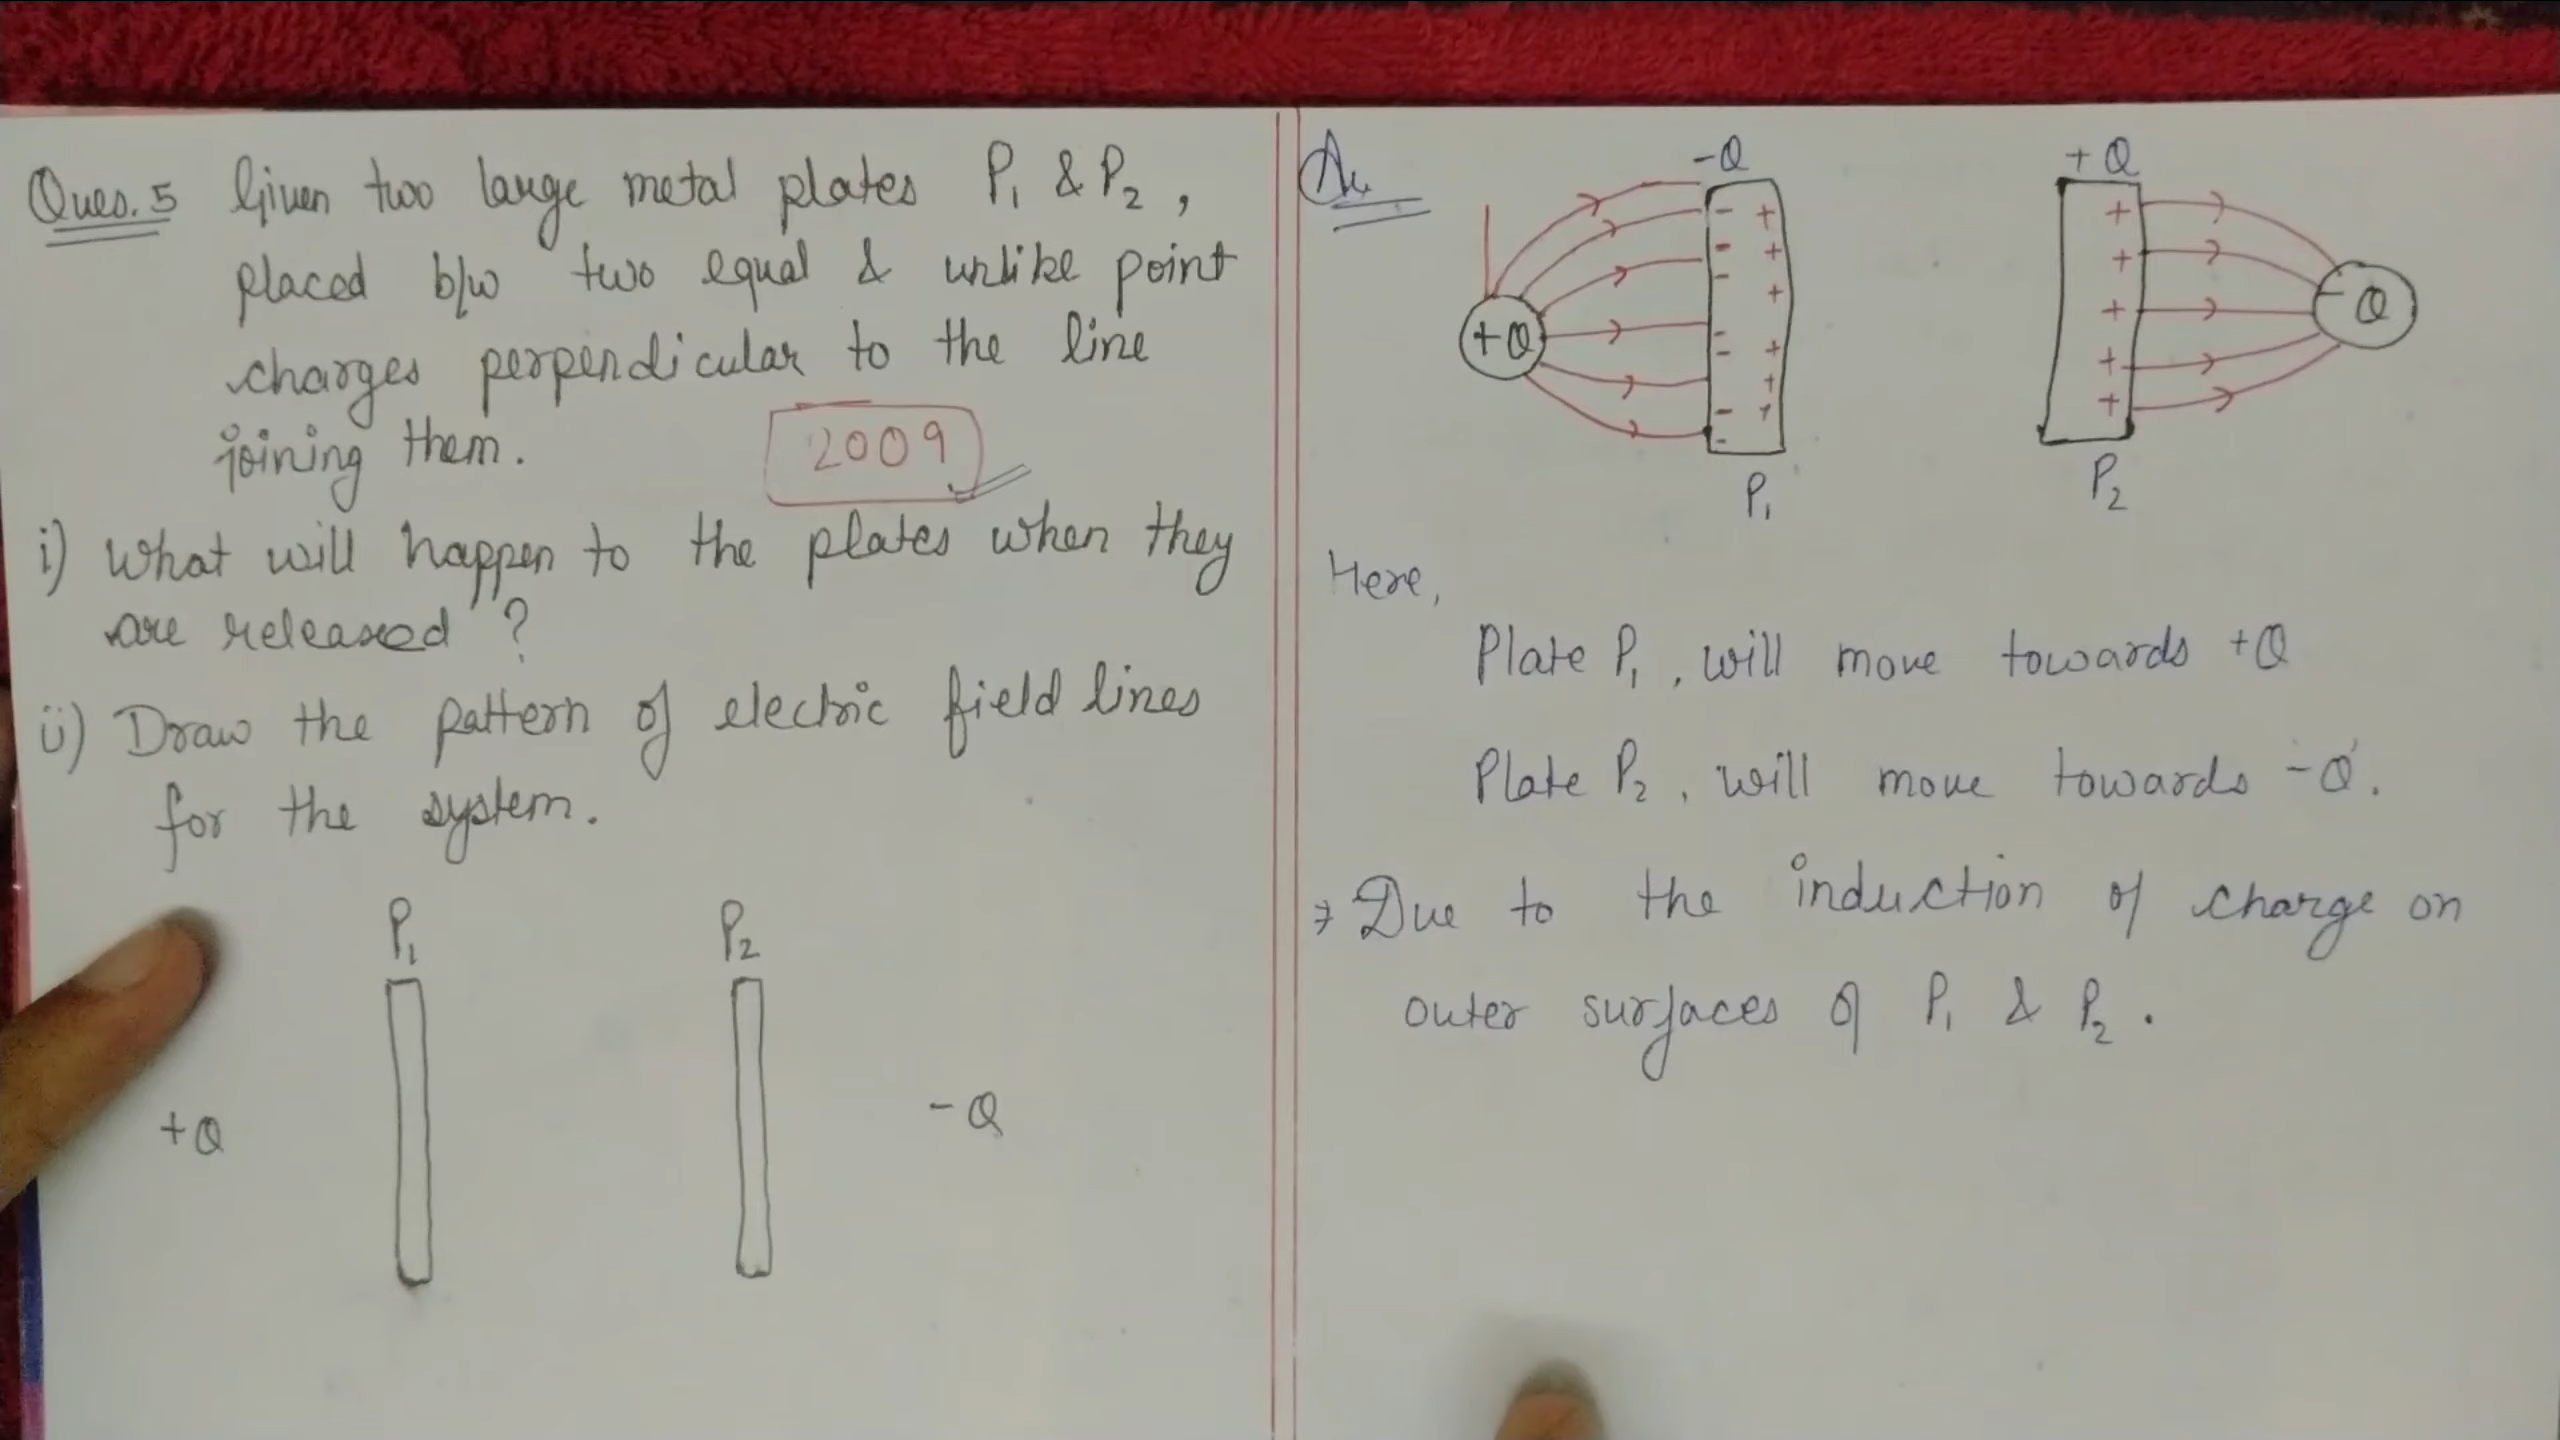 Ques. 5 Given two large metal plates P₁ & P₂,
placed b/w two equal & unlike point
charges perpendicular to the line
joining them.
2009
i) What will happen to the plates when they
are released ?
ii) Draw the pattern of electric field lines
for the system.
P₁ P₂
+Q -Q
-Q +Q
- + +
- + +
- + +
- + +
- + +
- +
-
+Q -Q
P₁ P₂
Here,
Plate P₁, will move towards +Q
Plate P₂, will move towards -Q.
→ Due to the induction of charge on
outer surfaces of P₁ & P₂.